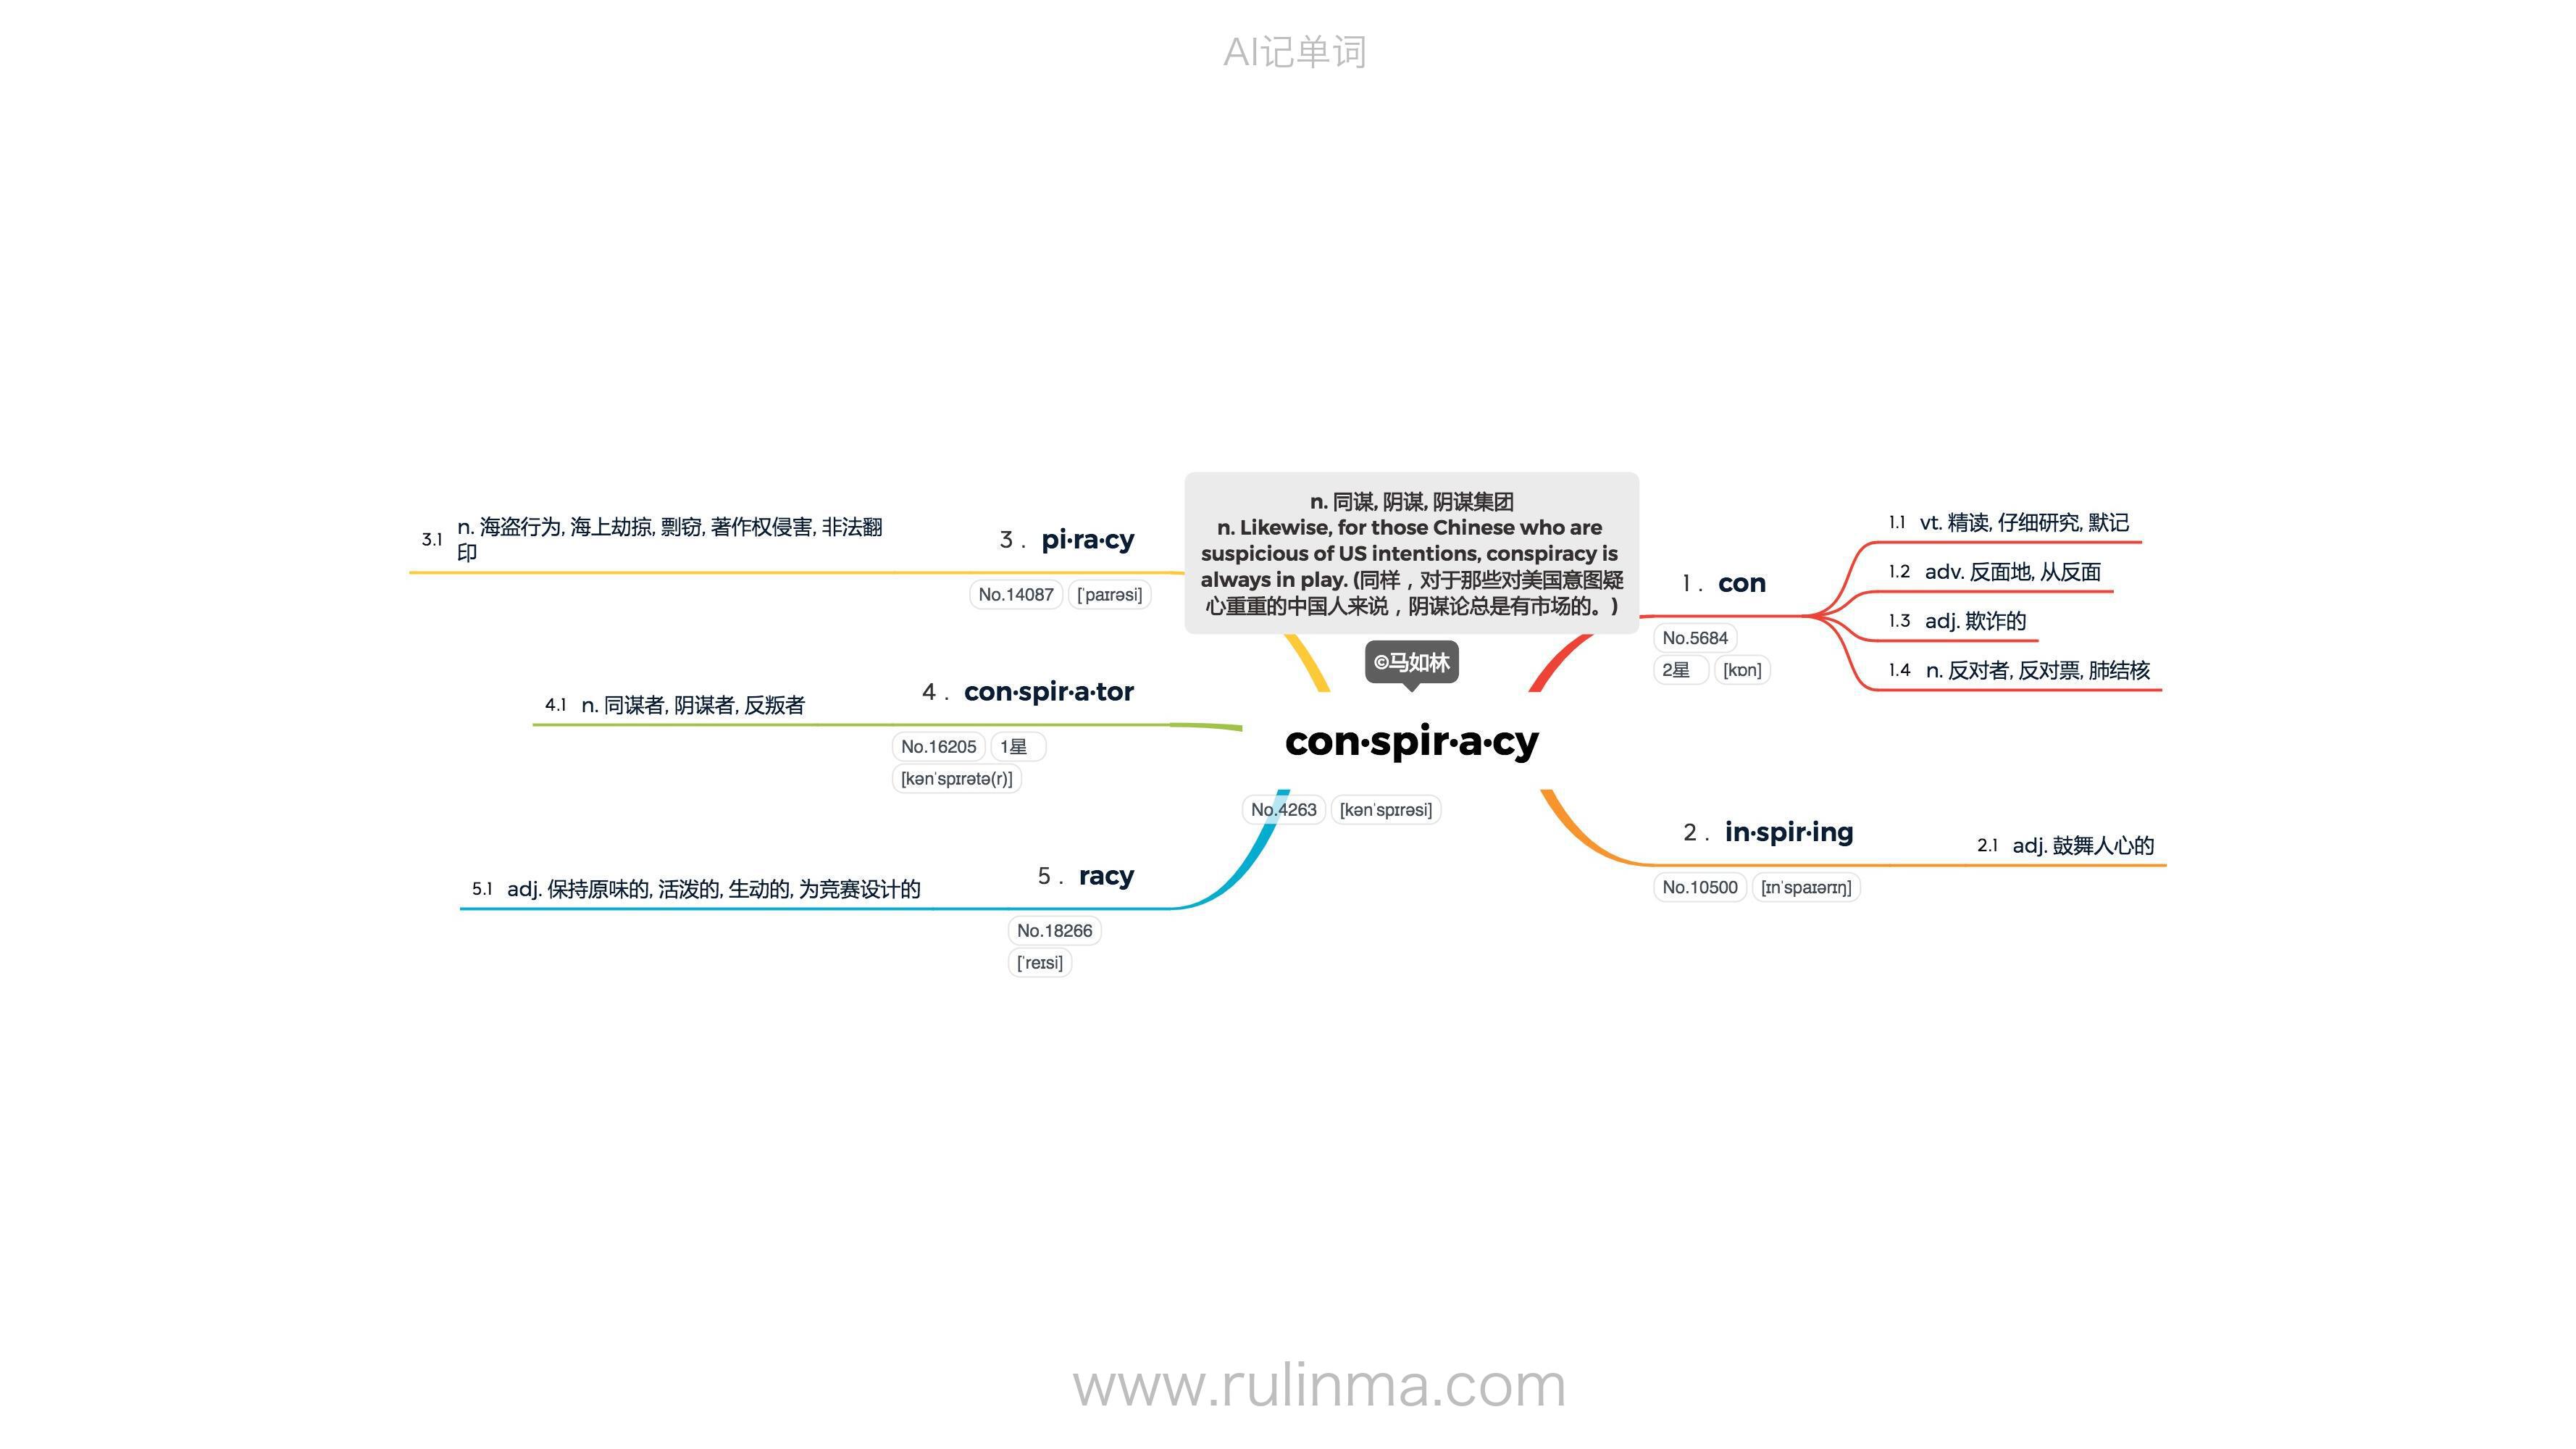 AI记单词
n. 同谋, 阴谋, 阴谋集团
n. Likewise, for those Chinese who are
suspicious of US intentions, conspiracy is
always in play. (同样，对于那些对美国意图疑
心重重的中国人来说，阴谋论总是有市场的。)
©马如林
con·spir·a·cy
No.4263 [kənˈspɪrəsi]
1. con
No.5684
2星 [kɒn]
1.1 vt. 精读, 仔细研究, 默记
1.2 adv. 反面地, 从反面
1.3 adj. 欺诈的
1.4 n. 反对者, 反对票, 肺结核
2. in·spir·ing
No.10500 [ɪnˈspaɪərɪŋ]
2.1 adj. 鼓舞人心的
3. pi·ra·cy
No.14087 [ˈpaɪrəsi]
3.1 n. 海盗行为, 海上劫掠, 剽窃, 著作权侵害, 非法翻
印
4. con·spir·a·tor
No.16205 1星
[kənˈspɪrətə(r)]
4.1 n. 同谋者, 阴谋者, 反叛者
5. racy
No.18266
[ˈreɪsi]
5.1 adj. 保持原味的, 活泼的, 生动的, 为竞赛设计的
www.rulinma.com